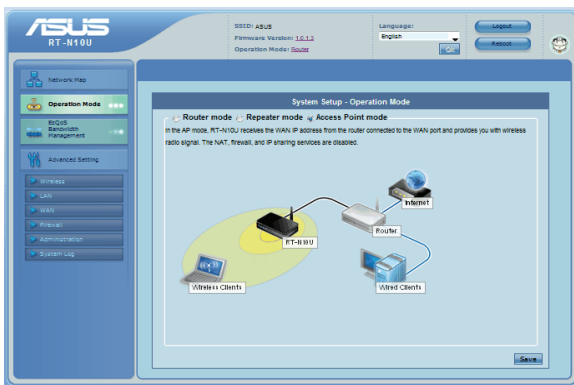 ASUS
RT-N10U
SSID: ASUS
Firmware Version: 1.0.1.3
Operation Mode: Router
Language:
English
Logout
Reboot
Network Map
Operation Mode
EzQoS
Bandwidth
Management
Advanced Setting
Wireless
LAN
WAN
Firewall
Administration
System Log
System Setup - Operation Mode
Router mode Repeater mode Access Point mode
In the AP mode, RT-N10U receives the WAN IP address from the router connected to the WAN port and provides you with wireless
radio signal. The NAT, firewall, and IP sharing services are disabled.
Internet
Router
RT-N10U
Wireless Clients
Wired Clients
Save